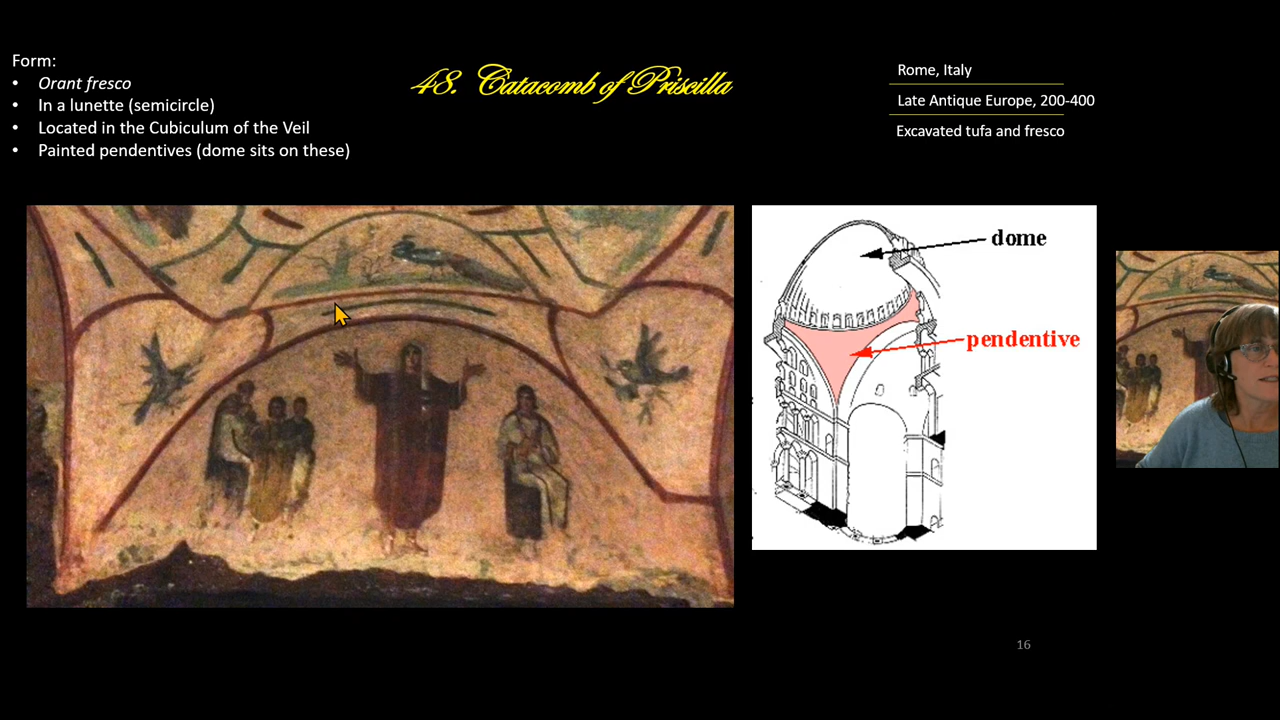 Form:
• Orant fresco
• In a lunette (semicircle)
• Located in the Cubiculum of the Veil
• Painted pendentives (dome sits on these)
48. Catacomb of Priscilla
Rome, Italy
Late Antique Europe, 200-400
Excavated tufa and fresco
dome
pendentive
16